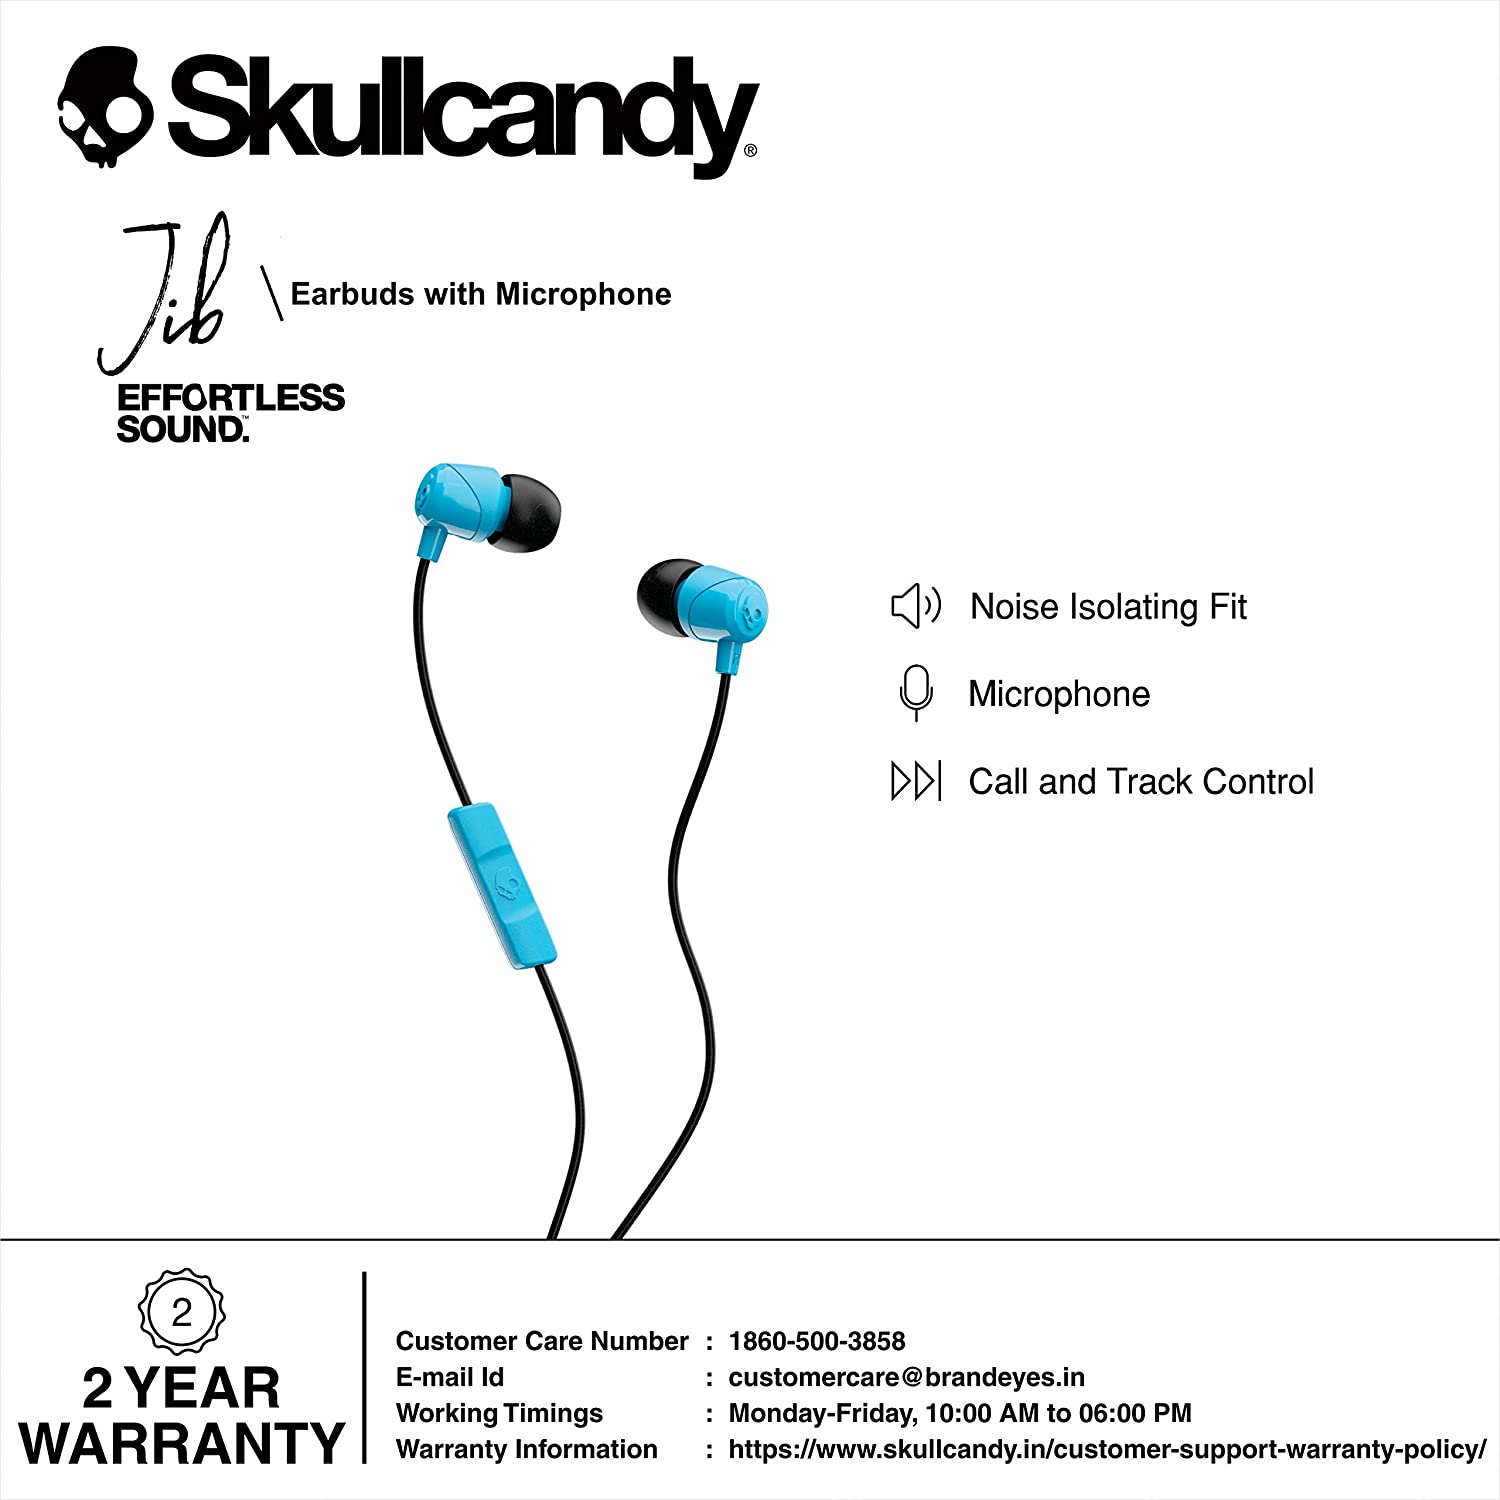 Skullcandy®
Jib \ Earbuds with Microphone
EFFORTLESS
SOUND.™
Noise Isolating Fit
Microphone
Call and Track Control
2
2 YEAR
WARRANTY
Customer Care Number : 1860-500-3858
E-mail Id : customercare@brandeyes.in
Working Timings : Monday-Friday, 10:00 AM to 06:00 PM
Warranty Information : https://www.skullcandy.in/customer-support-warranty-policy/